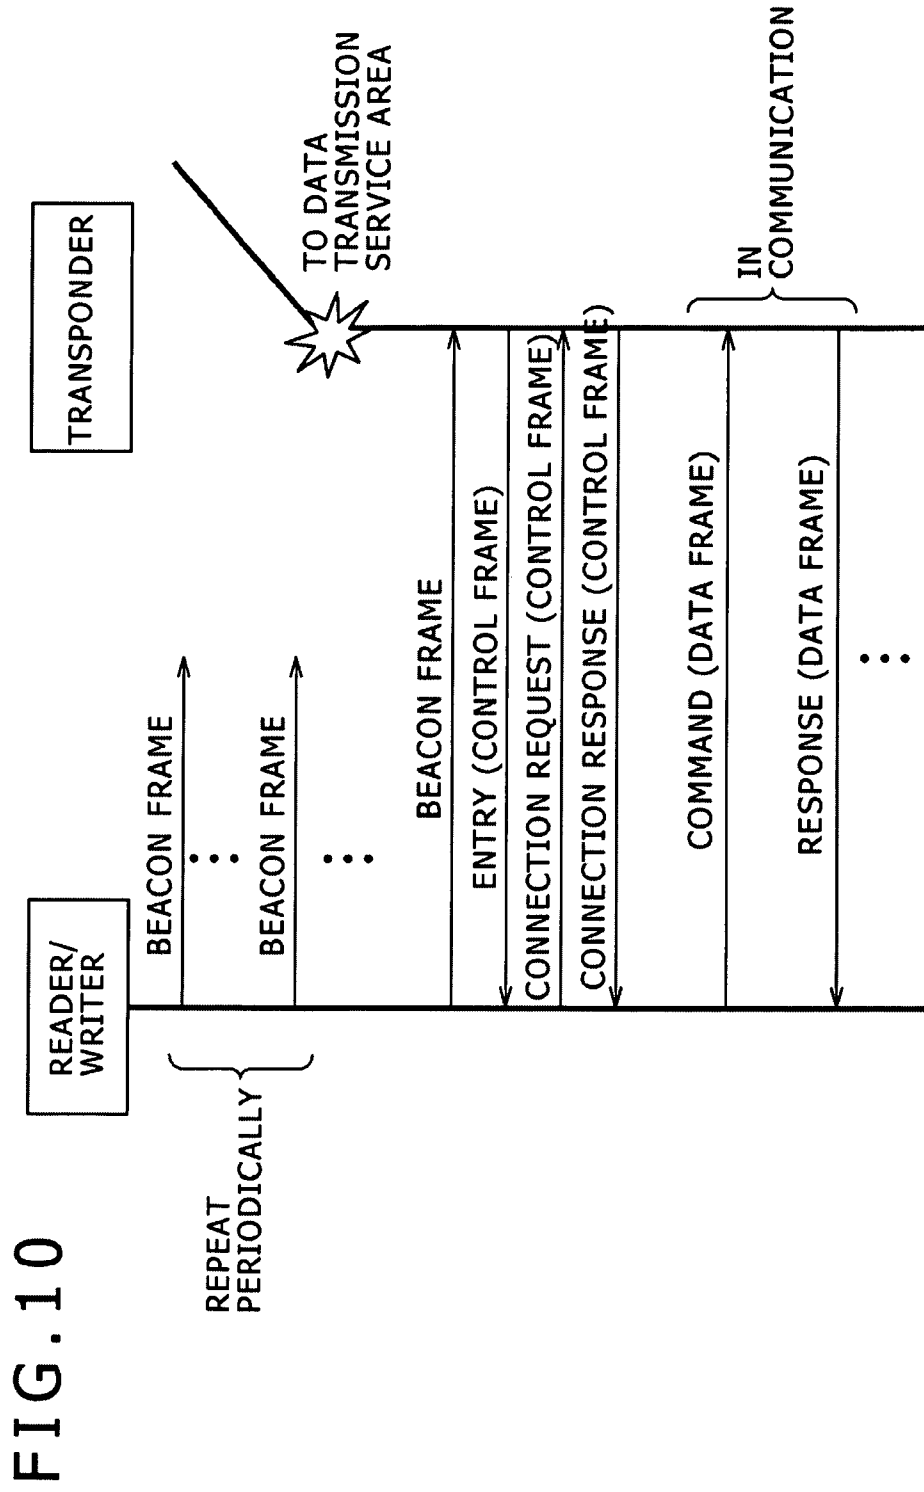 FIG.10
READER/
WRITER
TRANSPONDER
BEACON FRAME
REPEAT
PERIODICALLY
BEACON FRAME
TO DATA
TRANSMISSION
SERVICE AREA
BEACON FRAME
ENTRY (CONTROL FRAME)
CONNECTION REQUEST (CONTROL FRAME)
CONNECTION RESPONSE (CONTROL FRAME)
COMMAND (DATA FRAME)
IN
COMMUNICATION
RESPONSE (DATA FRAME)